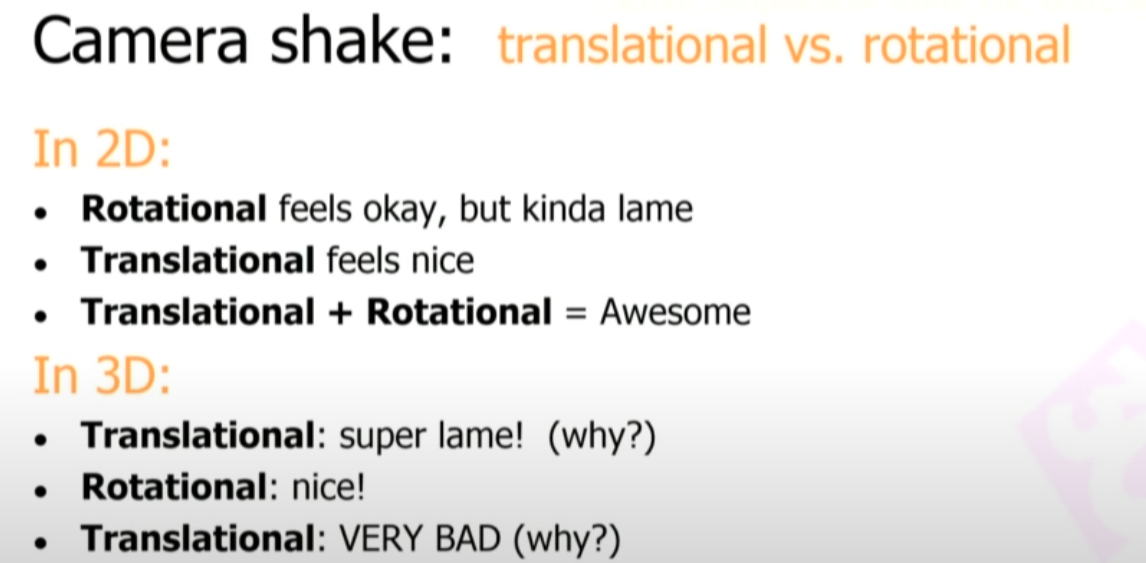 Camera shake: translational vs. rotational
In 2D:
• Rotational feels okay, but kinda lame
• Translational feels nice
• Translational + Rotational = Awesome
In 3D:
• Translational: super lame! (why?)
• Rotational: nice!
• Translational: VERY BAD (why?)